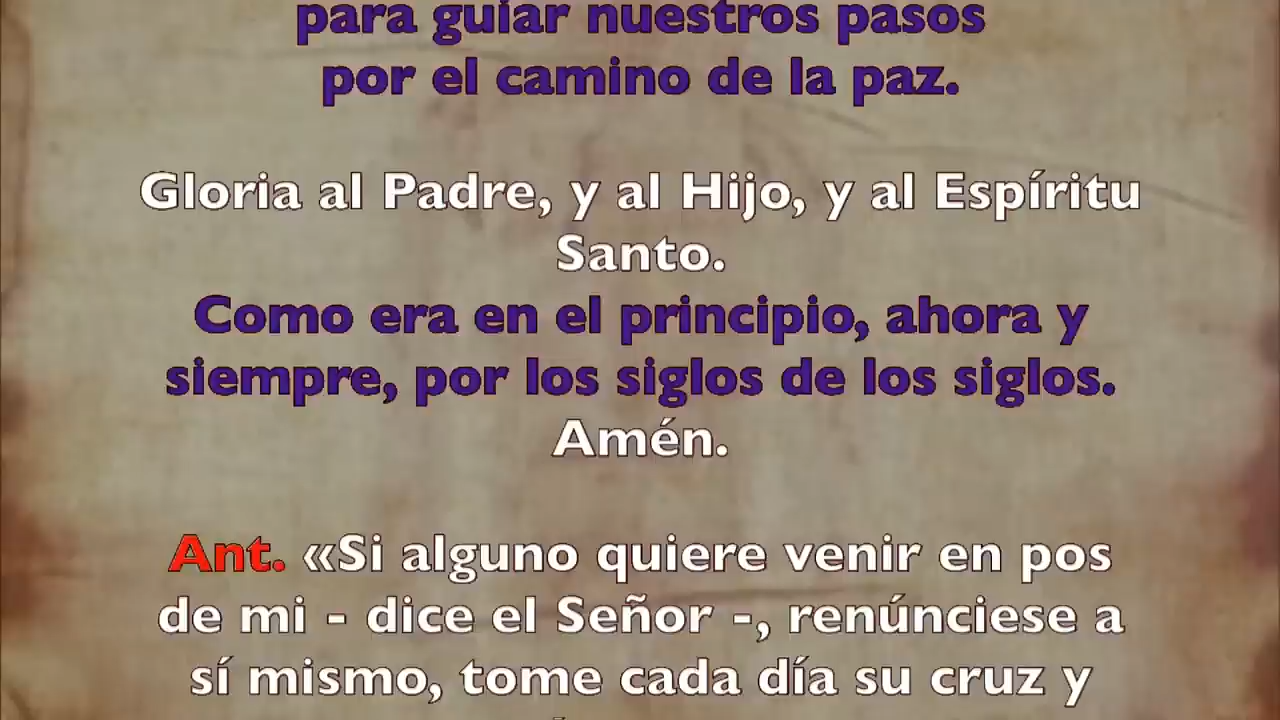 para guiar nuestros pasos
por el camino de la paz.
Gloria al Padre, y al Hijo, y al Espíritu
Santo.
Como era en el principio, ahora y
siempre, por los siglos de los siglos.
Amén.
Ant. «Si alguno quiere venir en pos
de mi - dice el Señor -, renúnciese a
sí mismo, tome cada día su cruz y